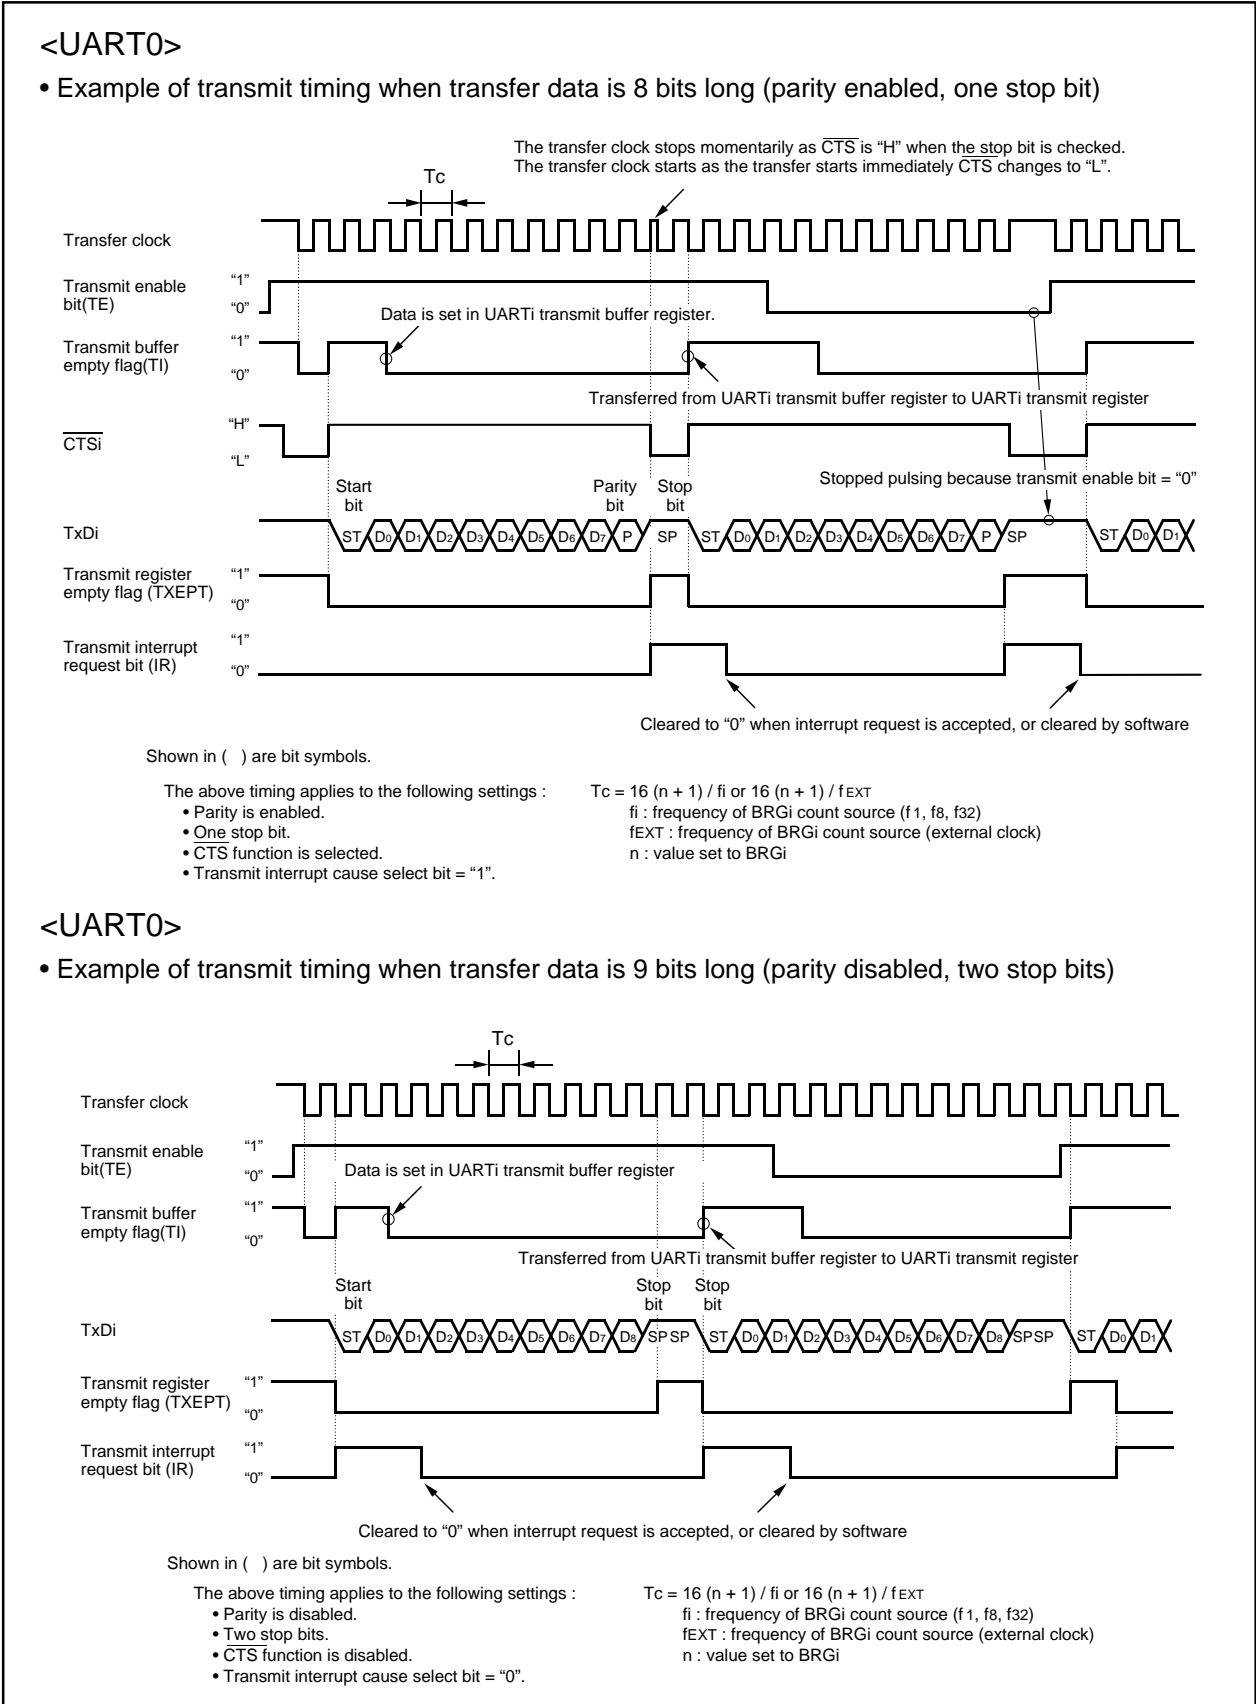 <UART0>
• Example of transmit timing when transfer data is 8 bits long (parity enabled, one stop bit)
The transfer clock stops momentarily as CTS is “H” when the stop bit is checked.
The transfer clock starts as the transfer starts immediately CTS changes to “L”.
Tc
Transfer clock
Transmit enable
bit(TE)
“1”
“0”
Data is set in UARTi transmit buffer register.
Transmit buffer
empty flag(TI)
“1”
“0”
Transferred from UARTi transmit buffer register to UARTi transmit register
CTSi
“H”
“L”
Stopped pulsing because transmit enable bit = “0”
Start
bit
Parity
bit
Stop
bit
TxDi
ST D0 D1 D2 D3 D4 D5 D6 D7 P SP ST D0 D1 D2 D3 D4 D5 D6 D7 P SP ST D0 D1
Transmit register
empty flag (TXEPT)
“1”
“0”
Transmit interrupt
request bit (IR)
“1”
“0”
Cleared to “0” when interrupt request is accepted, or cleared by software
Shown in ( ) are bit symbols.
The above timing applies to the following settings :
• Parity is enabled.
• One stop bit.
• CTS function is selected.
• Transmit interrupt cause select bit = “1”.
Tc = 16 (n + 1) / fi or 16 (n + 1) / fEXT
fi : frequency of BRGi count source (f1, f8, f32)
fEXT : frequency of BRGi count source (external clock)
n : value set to BRGi
<UART0>
• Example of transmit timing when transfer data is 9 bits long (parity disabled, two stop bits)
Tc
Transfer clock
Transmit enable
bit(TE)
“1”
“0”
Data is set in UARTi transmit buffer register
Transmit buffer
empty flag(TI)
“1”
“0”
Transferred from UARTi transmit buffer register to UARTi transmit register
Start
bit
Stop
bit
Stop
bit
TxDi
ST D0 D1 D2 D3 D4 D5 D6 D7 D8 SP SP ST D0 D1 D2 D3 D4 D5 D6 D7 D8 SP SP ST D0 D1
Transmit register
empty flag (TXEPT)
“1”
“0”
Transmit interrupt
request bit (IR)
“1”
“0”
Cleared to “0” when interrupt request is accepted, or cleared by software
Shown in ( ) are bit symbols.
The above timing applies to the following settings :
• Parity is disabled.
• Two stop bits.
• CTS function is disabled.
• Transmit interrupt cause select bit = “0”.
Tc = 16 (n + 1) / fi or 16 (n + 1) / fEXT
fi : frequency of BRGi count source (f1, f8, f32)
fEXT : frequency of BRGi count source (external clock)
n : value set to BRGi